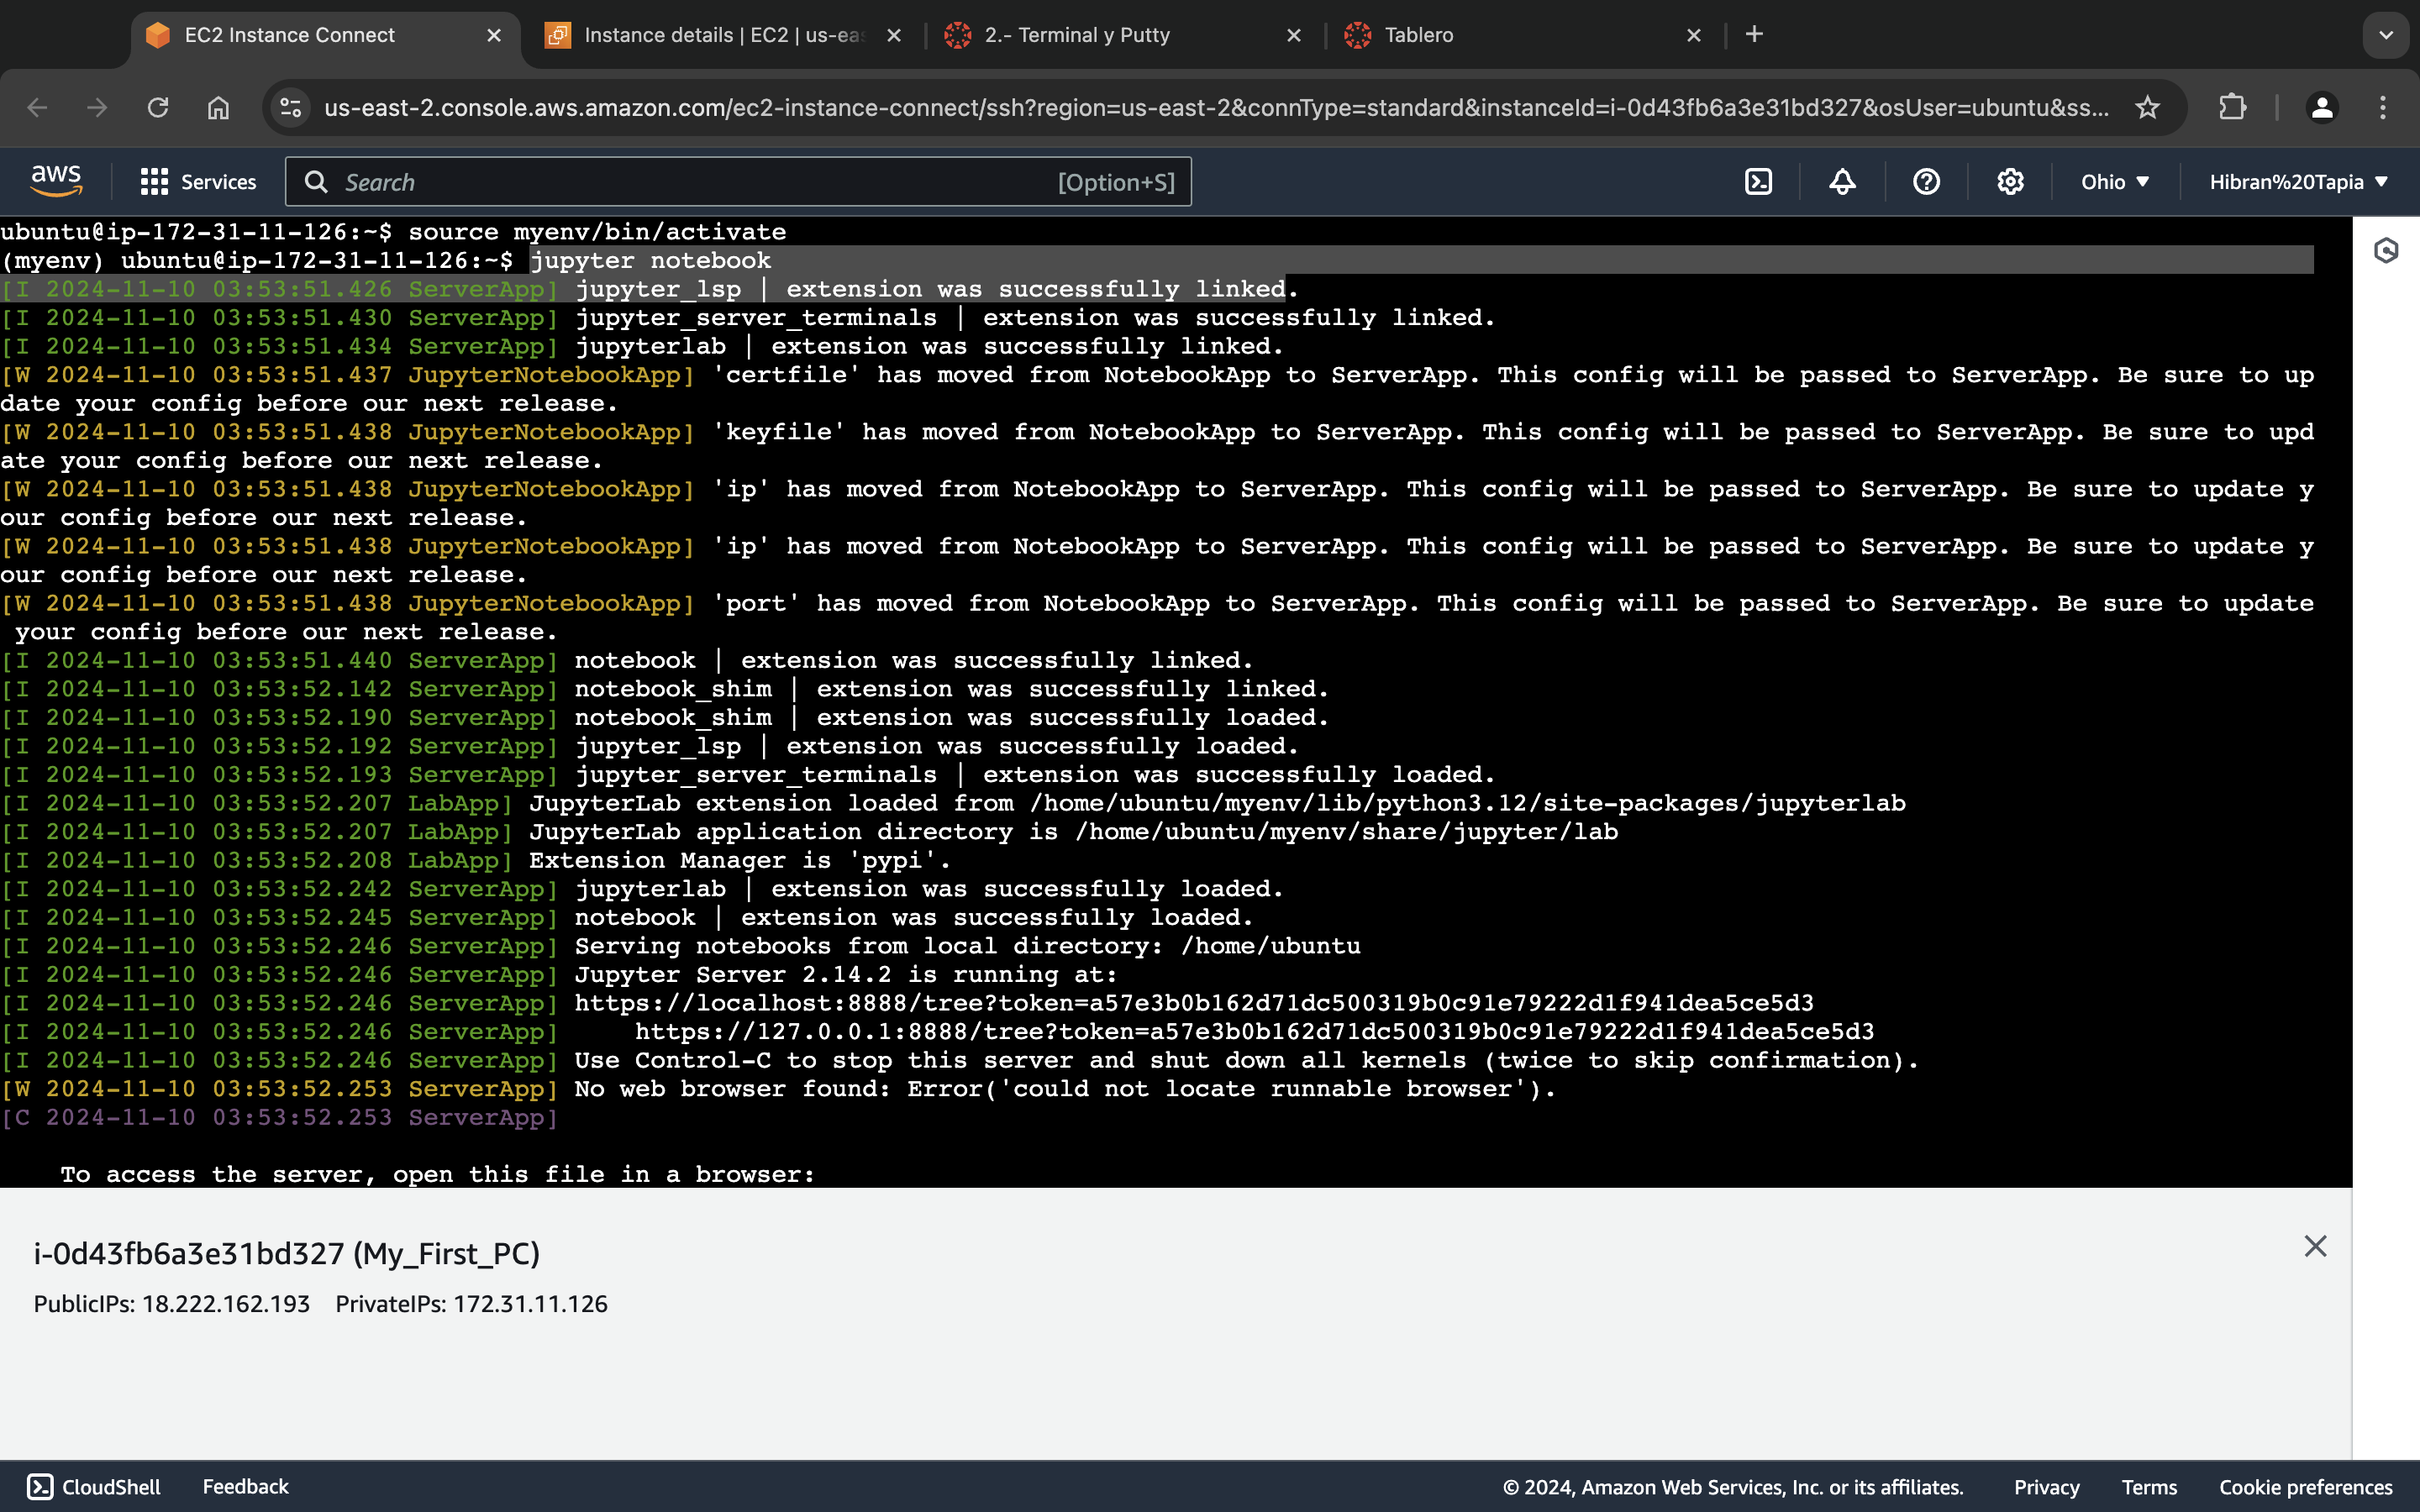 EC2 Instance Connect
Instance details | EC2 | us-eas
2.- Terminal y Putty
Tablero
us-east-2.console.aws.amazon.com/ec2-instance-connect/ssh?region=us-east-2&connType=standard&instanceId=i-0d43fb6a3e31bd327&osUser=ubuntu&ss...
aws
Services
Search
[Option+S]
Ohio
Hibran%20Tapia
ubuntu@ip-172-31-11-126:~$ source myenv/bin/activate
(myenv) ubuntu@ip-172-31-11-126:~$ jupyter notebook
[I 2024-11-10 03:53:51.426 ServerApp] jupyter_lsp | extension was successfully linked.
[I 2024-11-10 03:53:51.430 ServerApp] jupyter_server_terminals | extension was successfully linked.
[I 2024-11-10 03:53:51.434 ServerApp] jupyterlab | extension was successfully linked.
[W 2024-11-10 03:53:51.437 JupyterNotebookApp] 'certfile' has moved from NotebookApp to ServerApp. This config will be passed to ServerApp. Be sure to up
date your config before our next release.
[W 2024-11-10 03:53:51.438 JupyterNotebookApp] 'keyfile' has moved from NotebookApp to ServerApp. This config will be passed to ServerApp. Be sure to upd
ate your config before our next release.
[W 2024-11-10 03:53:51.438 JupyterNotebookApp] 'ip' has moved from NotebookApp to ServerApp. This config will be passed to ServerApp. Be sure to update y
our config before our next release.
[W 2024-11-10 03:53:51.438 JupyterNotebookApp] 'ip' has moved from NotebookApp to ServerApp. This config will be passed to ServerApp. Be sure to update y
our config before our next release.
[W 2024-11-10 03:53:51.438 JupyterNotebookApp] 'port' has moved from NotebookApp to ServerApp. This config will be passed to ServerApp. Be sure to update
 your config before our next release.
[I 2024-11-10 03:53:51.440 ServerApp] notebook | extension was successfully linked.
[I 2024-11-10 03:53:52.142 ServerApp] notebook_shim | extension was successfully linked.
[I 2024-11-10 03:53:52.190 ServerApp] notebook_shim | extension was successfully loaded.
[I 2024-11-10 03:53:52.192 ServerApp] jupyter_lsp | extension was successfully loaded.
[I 2024-11-10 03:53:52.193 ServerApp] jupyter_server_terminals | extension was successfully loaded.
[I 2024-11-10 03:53:52.207 LabApp] JupyterLab extension loaded from /home/ubuntu/myenv/lib/python3.12/site-packages/jupyterlab
[I 2024-11-10 03:53:52.207 LabApp] JupyterLab application directory is /home/ubuntu/myenv/share/jupyter/lab
[I 2024-11-10 03:53:52.208 LabApp] Extension Manager is 'pypi'.
[I 2024-11-10 03:53:52.242 ServerApp] jupyterlab | extension was successfully loaded.
[I 2024-11-10 03:53:52.245 ServerApp] notebook | extension was successfully loaded.
[I 2024-11-10 03:53:52.246 ServerApp] Serving notebooks from local directory: /home/ubuntu
[I 2024-11-10 03:53:52.246 ServerApp] Jupyter Server 2.14.2 is running at:
[I 2024-11-10 03:53:52.246 ServerApp] https://localhost:8888/tree?token=a57e3b0b162d71dc500319b0c91e79222d1f941dea5ce5d3
[I 2024-11-10 03:53:52.246 ServerApp]     https://127.0.0.1:8888/tree?token=a57e3b0b162d71dc500319b0c91e79222d1f941dea5ce5d3
[I 2024-11-10 03:53:52.246 ServerApp] Use Control-C to stop this server and shut down all kernels (twice to skip confirmation).
[W 2024-11-10 03:53:52.253 ServerApp] No web browser found: Error('could not locate runnable browser').
[C 2024-11-10 03:53:52.253 ServerApp]
To access the server, open this file in a browser:
i-0d43fb6a3e31bd327 (My_First_PC)
PublicIPs: 18.222.162.193 PrivateIPs: 172.31.11.126
CloudShell
Feedback
© 2024, Amazon Web Services, Inc. or its affiliates.
Privacy
Terms
Cookie preferences